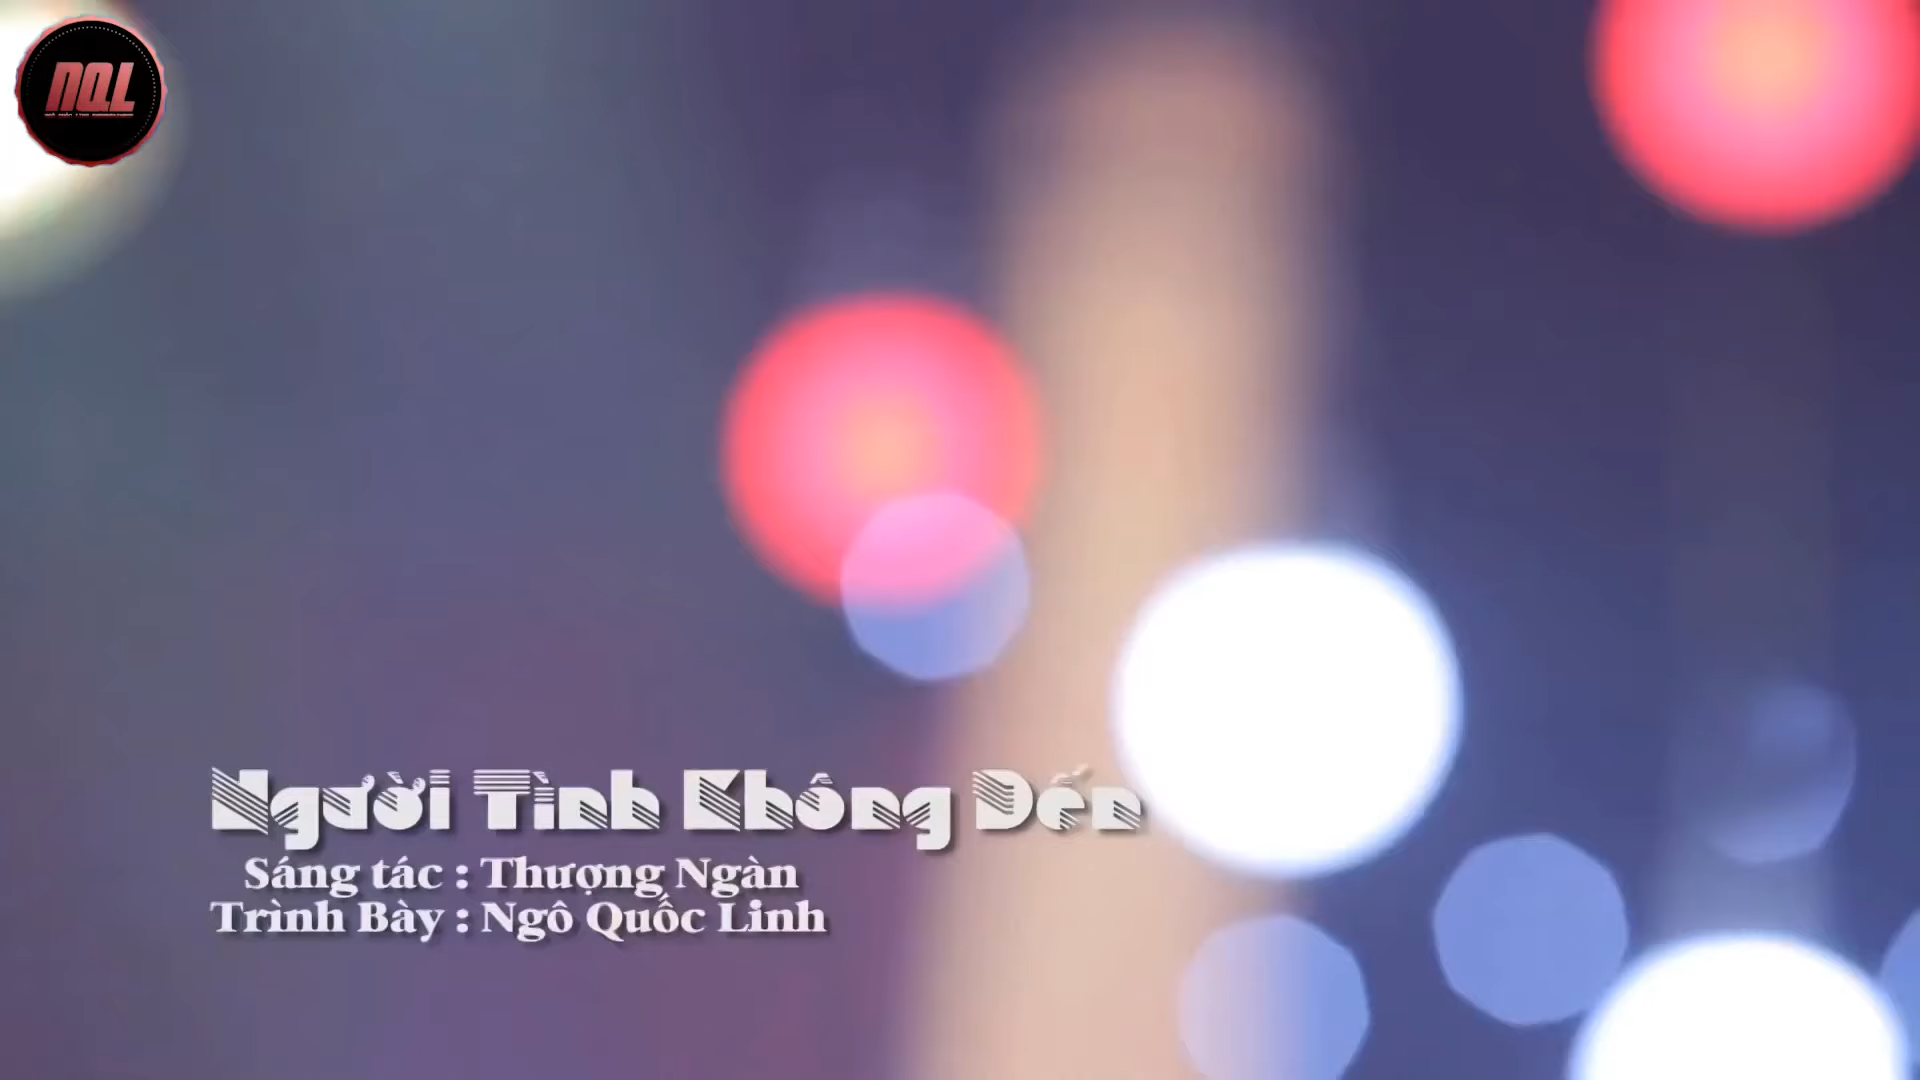 NQL
Người Tình Không Đến
Sáng tác : Thượng Ngàn
Trình Bày : Ngô Quốc Linh